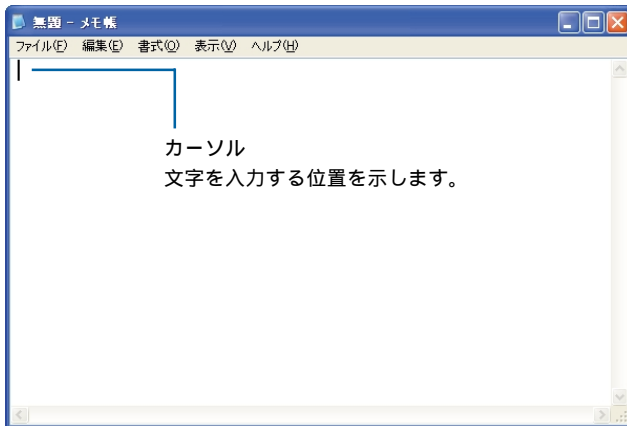 無題 - メモ帳
ファイル(F) 編集(E) 書式(O) 表示(V) ヘルプ(H)
カーソル
文字を入力する位置を示します。